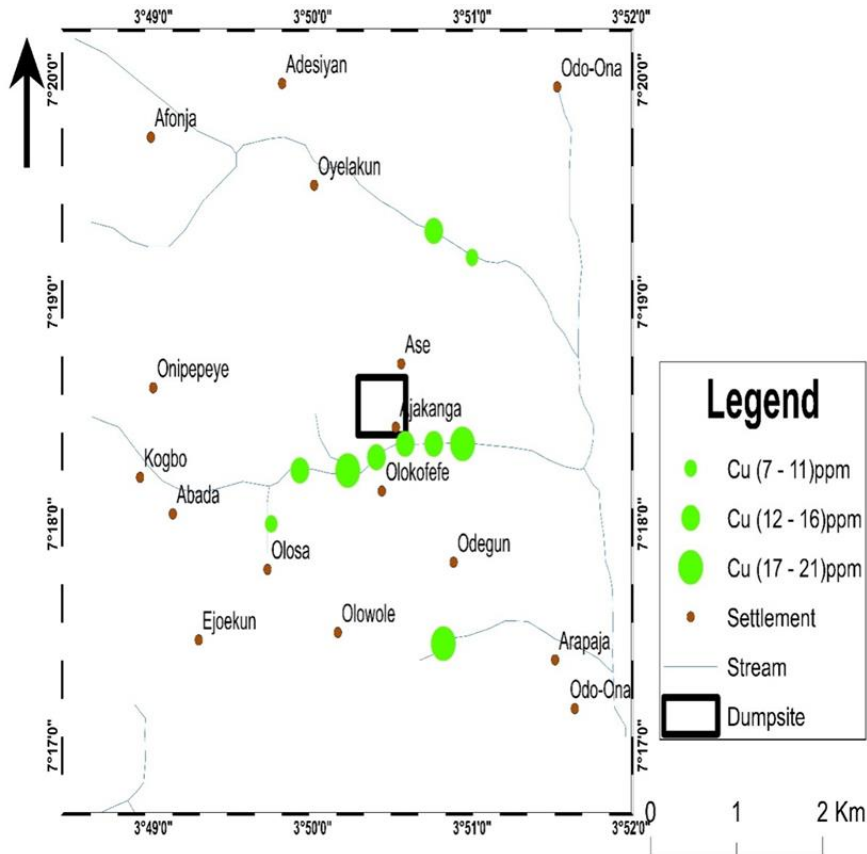 3°49'0"
3°50'0"
3°51'0"
3°52'0"
7°20'0"
7°20'0"
Adesiyan
Odo-Ona
Afonja
Oyelakun
7°19'0"
7°19'0"
Ase
Onipepeye
Ajakanga
Kogbo
Olokofefe
Abada
7°18'0"
7°18'0"
Olosa
Odegun
Ejoekun
Olowole
Arapaja
Odo-Ona
7°17'0"
7°17'0"
3°49'0"
3°50'0"
3°51'0"
3°52'0"
Legend
Cu (7 - 11)ppm
Cu (12 - 16)ppm
Cu (17 - 21)ppm
Settlement
Stream
Dumpsite
0 1 2 Km